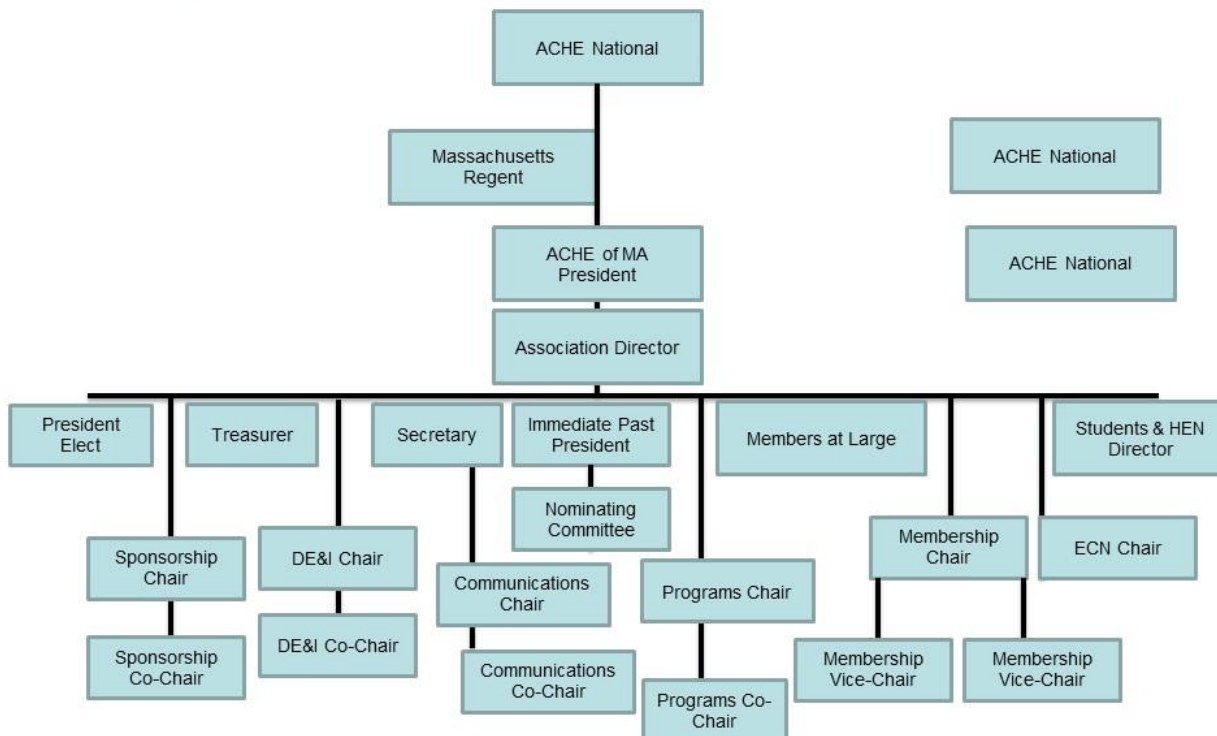 ACHE National
Massachusetts
Regent
ACHE National
ACHE of MA
President
ACHE National
Association Director
President
Elect
Treasurer
Secretary
Immediate Past
President
Members at Large
Students & HEN
Director
Nominating
Committee
Sponsorship
Chair
DE&I Chair
Communications
Chair
Programs Chair
Membership
Chair
ECN Chair
Sponsorship
Co-Chair
DE&I Co-Chair
Communications
Co-Chair
Programs Co-
Chair
Membership
Vice-Chair
Membership
Vice-Chair